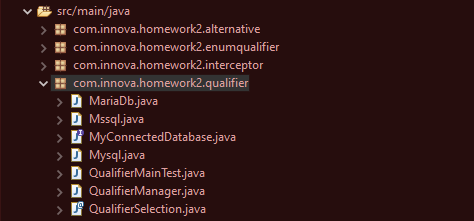 src/main/java
com.innova.homework2.alternative
com.innova.homework2.enumqualifier
com.innova.homework2.interceptor
com.innova.homework2.qualifier
MariaDb.java
Mssql.java
MyConnectedDatabase.java
Mysql.java
QualifierMainTest.java
QualifierManager.java
QualifierSelection.java